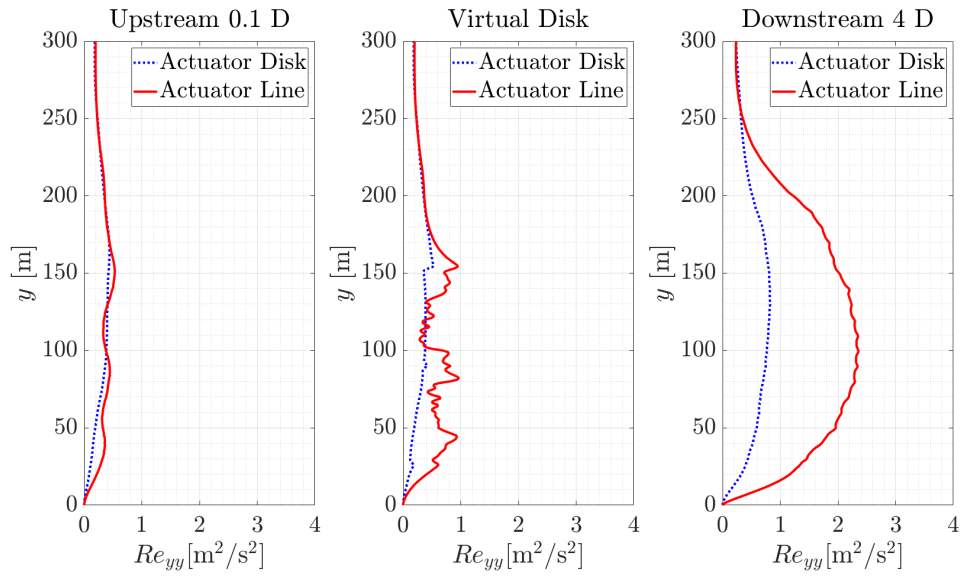 Upstream 0.1 D
Virtual Disk
Downstream 4 D
300
250
200
150
100
50
0
y [m]
Actuator Disk
Actuator Line
0
1
2
3
4
Re_yy[m²/s²]
300
250
200
150
100
50
0
y [m]
Actuator Disk
Actuator Line
0
1
2
3
4
Re_yy[m²/s²]
300
250
200
150
100
50
0
y [m]
Actuator Disk
Actuator Line
0
1
2
3
4
Re_yy[m²/s²]